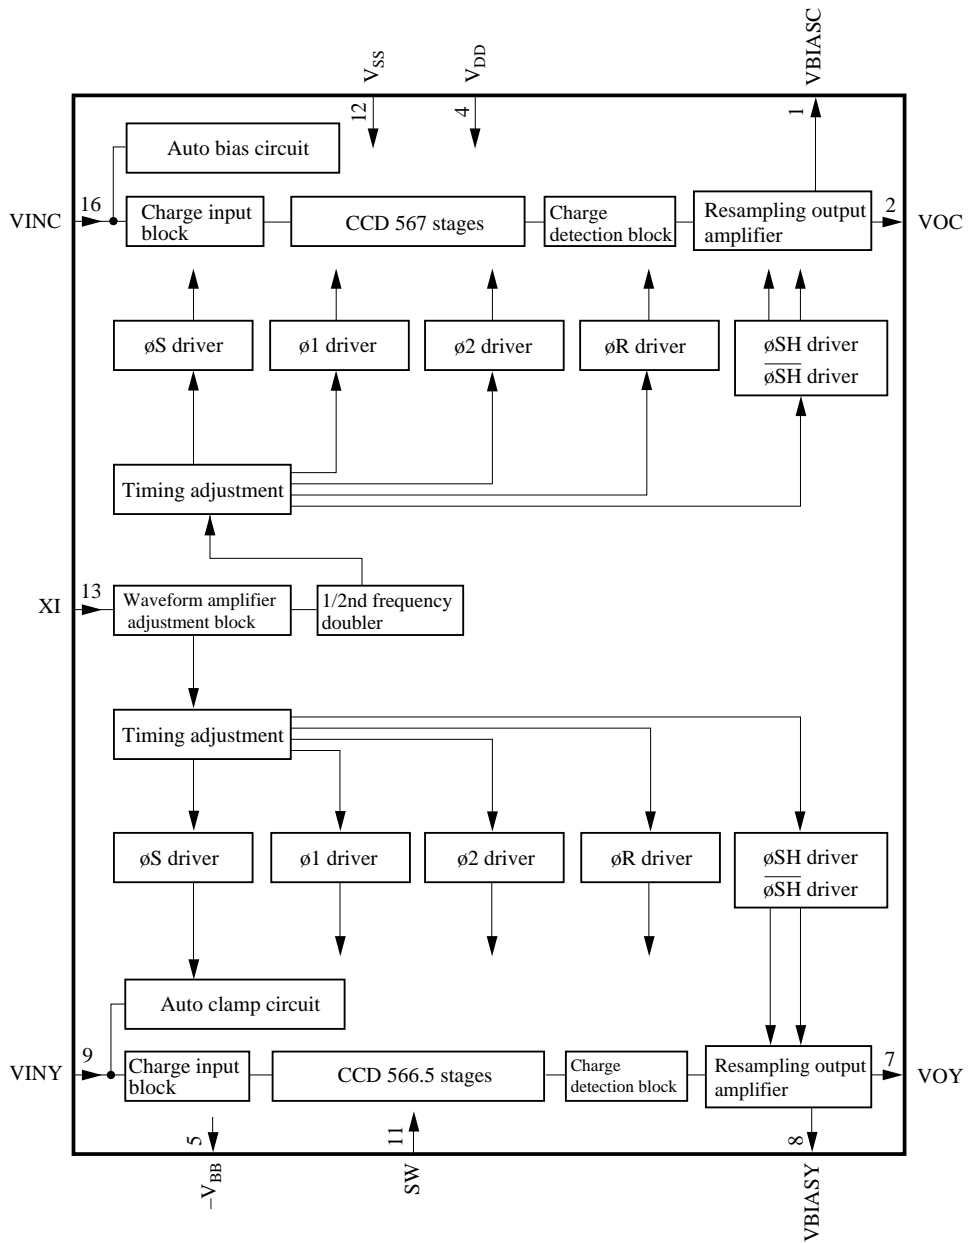 VSS
VDD
VBIASC
12
4
1
Auto bias circuit
VINC
16
Charge input
block
CCD 567 stages
Charge
detection block
Resampling output
amplifier
2
VOC
øS driver
ø1 driver
ø2 driver
øR driver
øSH driver
øSH driver
Timing adjustment
XI
13
Waveform amplifier
adjustment block
1/2nd frequency
doubler
Timing adjustment
øS driver
ø1 driver
ø2 driver
øR driver
øSH driver
øSH driver
Auto clamp circuit
VINY
9
Charge input
block
CCD 566.5 stages
Charge
detection block
Resampling output
amplifier
7
VOY
5
11
8
–VBB
SW
VBIASY